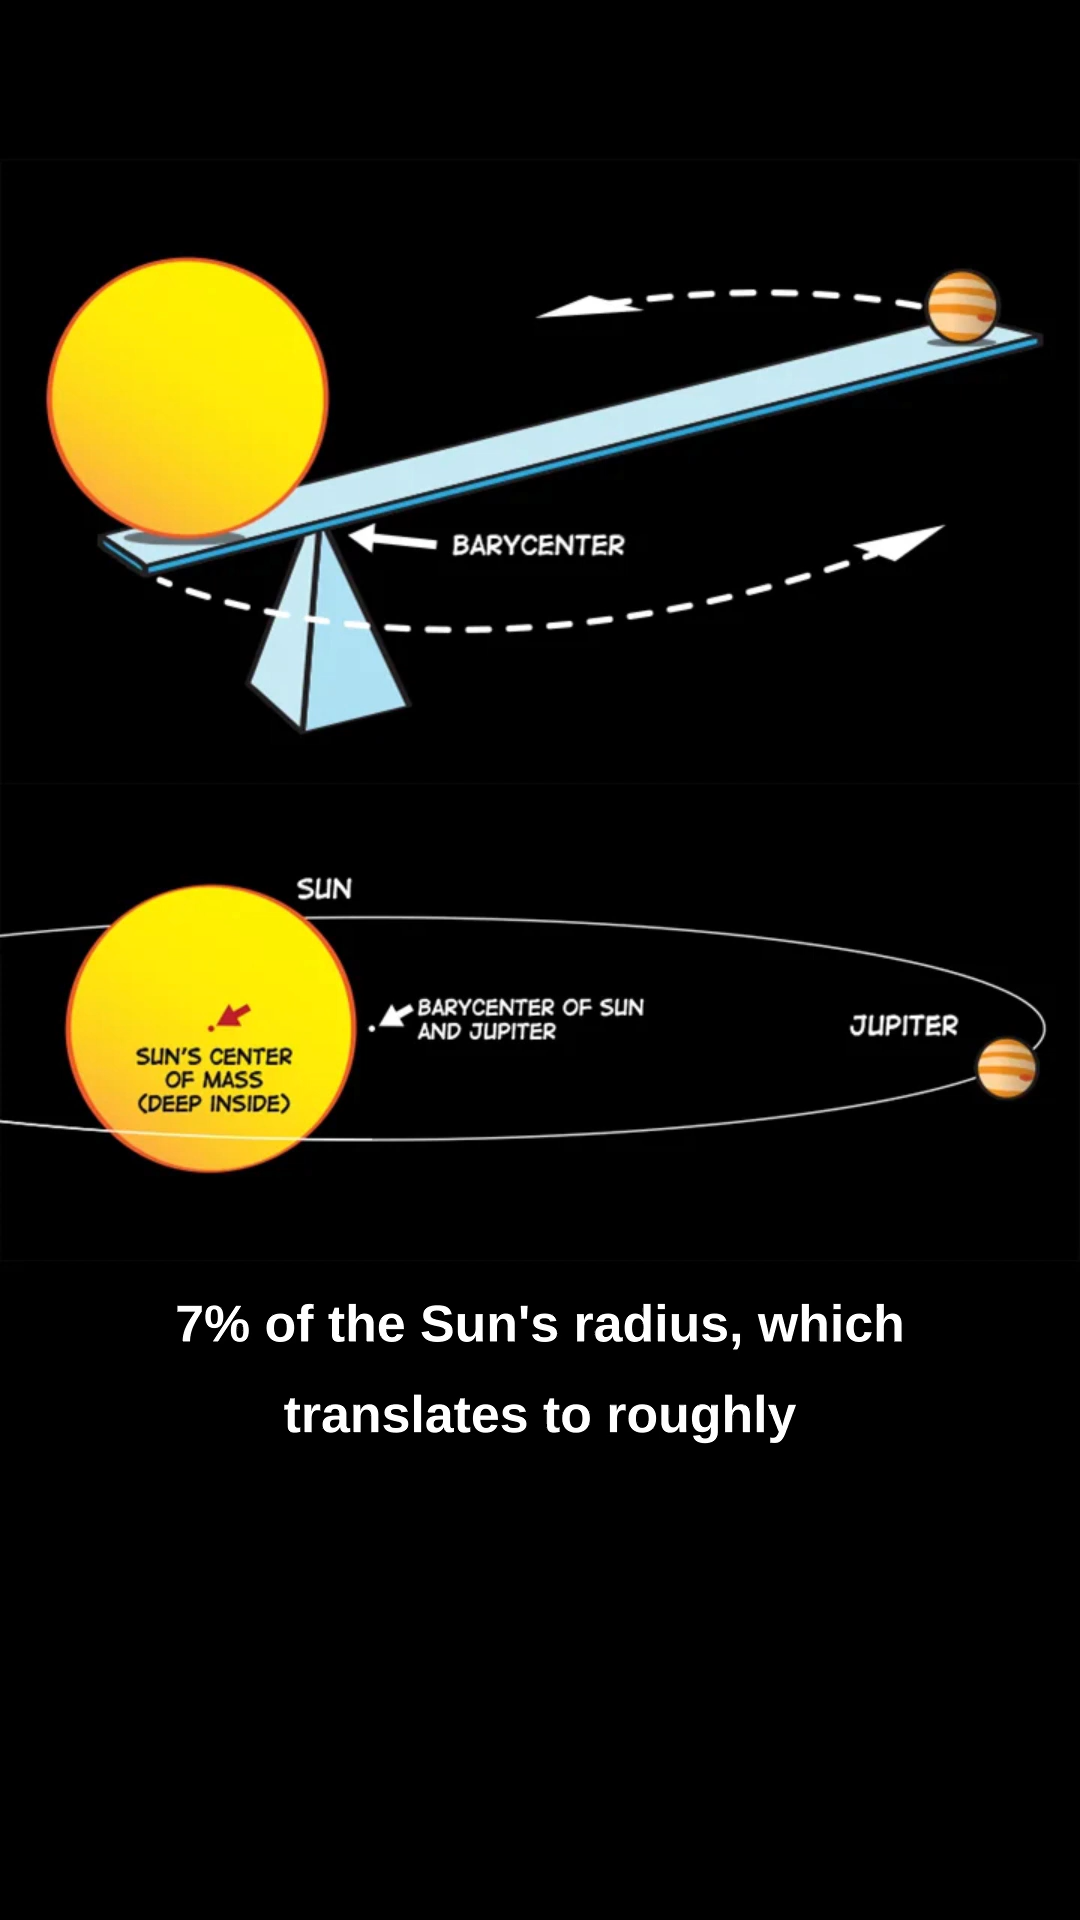 BARYCENTER
SUN
BARYCENTER OF SUN
AND JUPITER
JUPITER
SUN'S CENTER
OF MASS
(DEEP INSIDE)
7% of the Sun's radius, which
translates to roughly